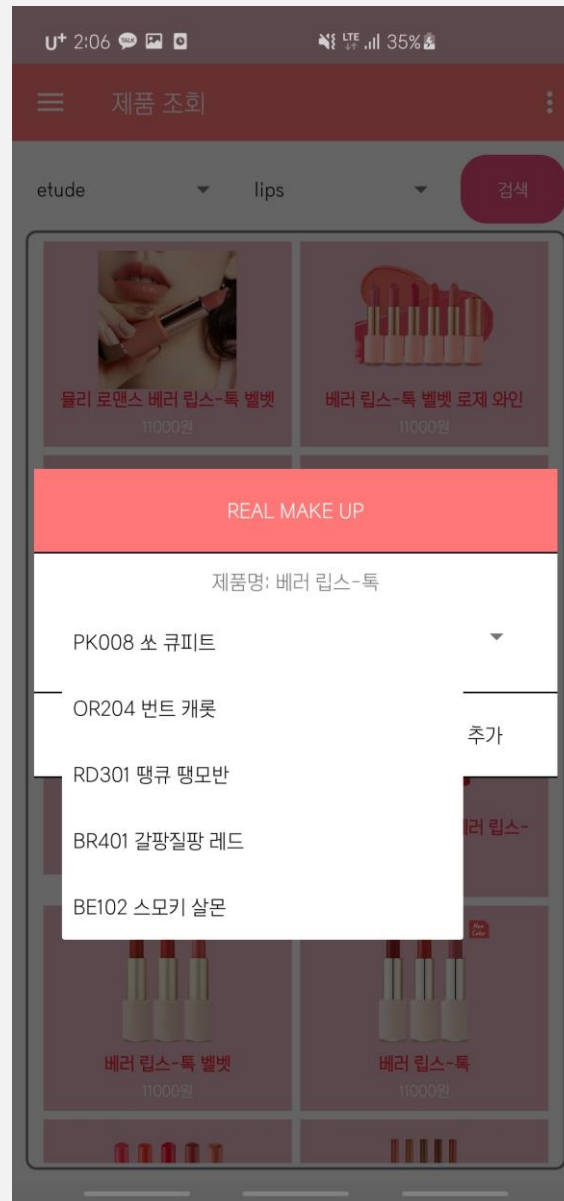 U+ 2:06 TALK LTE 35%
제품 조회
etude lips 검색
물리 로맨스 베러 립스-톡 벨벳
11000원
베러 립스-톡 벨벳 로제 와인
11000원
REAL MAKE UP
제품명: 베러 립스-톡
PK008 쏘 큐피트
OR204 번트 캐롯
추가
RD301 땡큐 땡모반
베러 립스-
BR401 갈팡질팡 레드
BE102 스모키 살몬
New Color
베러 립스-톡 벨벳
11000원
베러 립스-톡
11000원